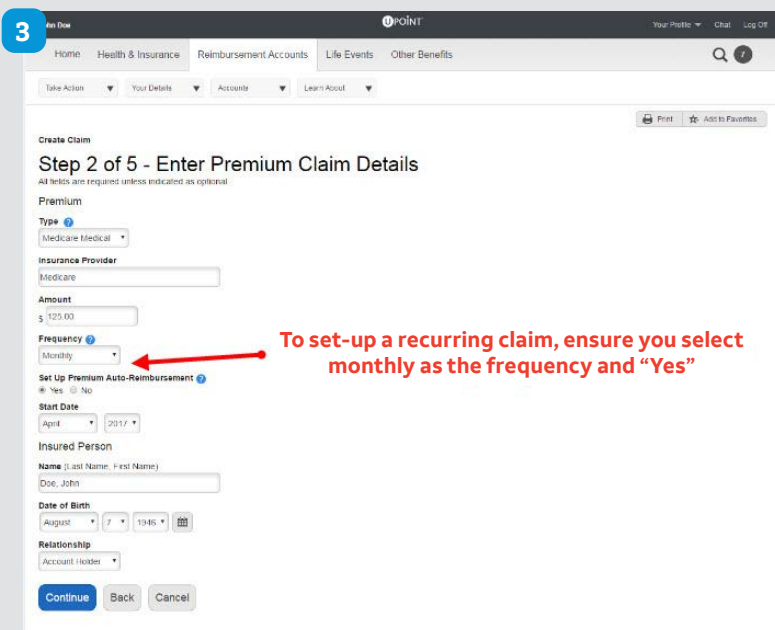 3
John Doe
UPOINT
Your Profile Chat Log Off
Home Health & Insurance Reimbursement Accounts Life Events Other Benefits
Take Action Your Details Accounts Learn About
Print Add to Favorites
Create Claim
Step 2 of 5 - Enter Premium Claim Details
All fields are required unless indicated as optional
Premium
Type ?
Medicare Medical
Insurance Provider
Medicare
Amount
$ 125.00
Frequency ?
Monthly
To set-up a recurring claim, ensure you select
monthly as the frequency and “Yes”
Set Up Premium Auto-Reimbursement ?
Yes No
Start Date
April 2017
Insured Person
Name (Last Name, First Name)
Doe, John
Date of Birth
August 7 1946
Relationship
Account Holder
Continue Back Cancel